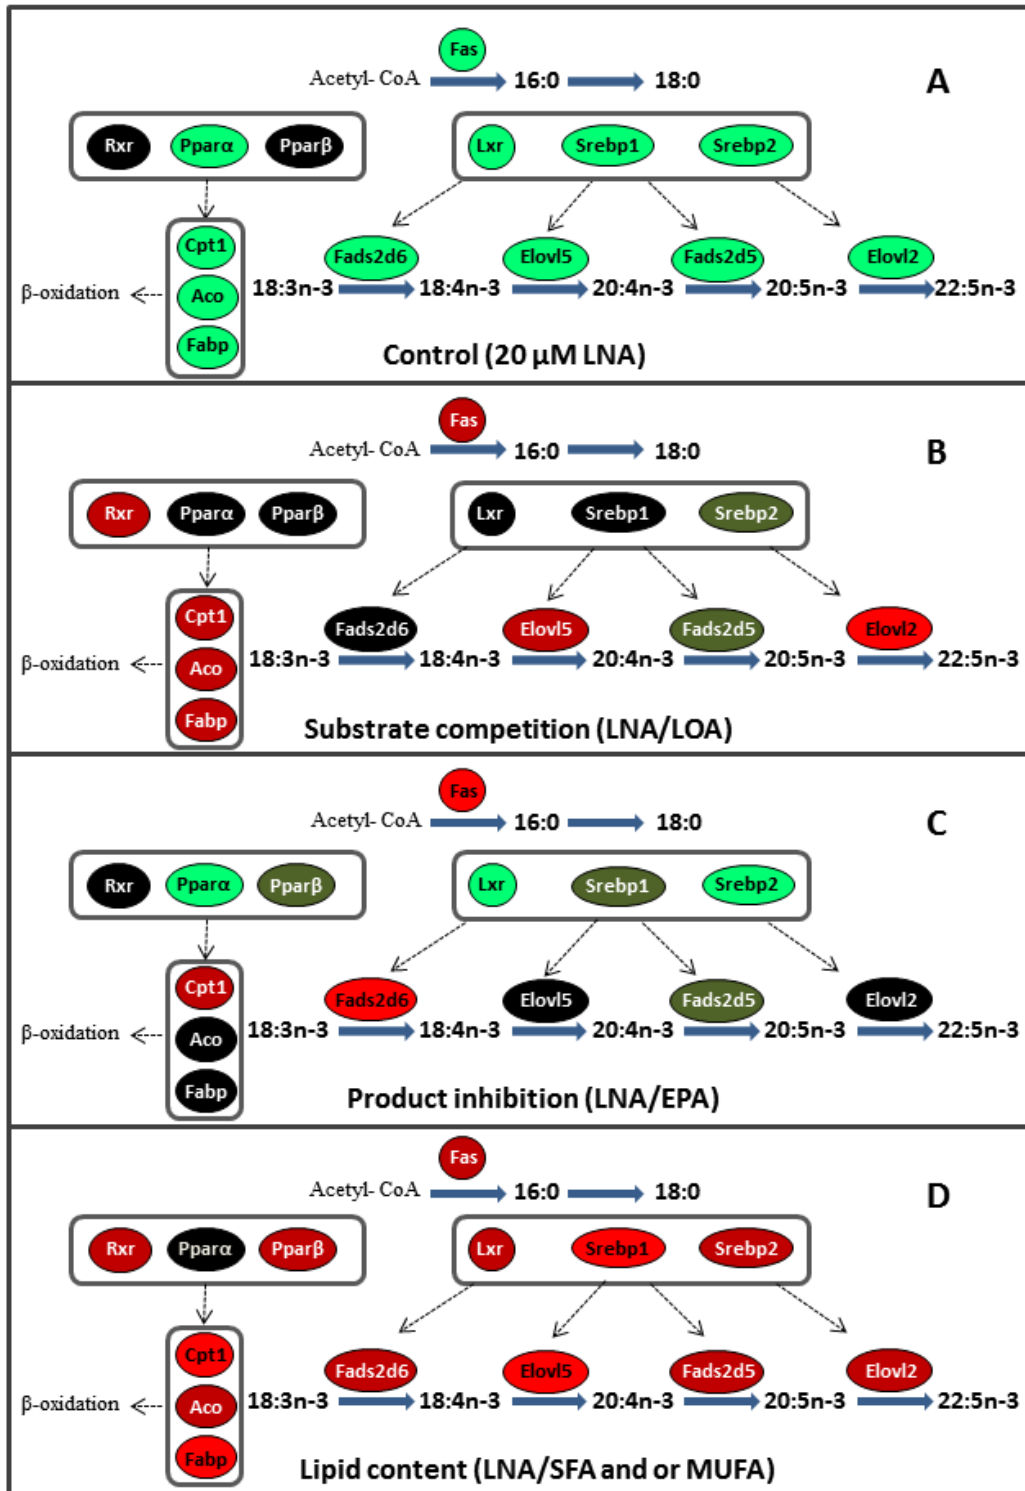 Fas
A
Acetyl- CoA 16:0 18:0
Rxr Pparα Pparβ Lxr Srebp1 Srebp2
Cpt1 Fads2d6 Elovl5 Fads2d5 Elovl2
18:3n-3 18:4n-3 20:4n-3 20:5n-3 22:5n-3
β-oxidation Aco
Fabp
Control (20 µM LNA)
Fas
B
Acetyl- CoA 16:0 18:0
Rxr Pparα Pparβ Lxr Srebp1 Srebp2
Cpt1 Fads2d6 Elovl5 Fads2d5 Elovl2
18:3n-3 18:4n-3 20:4n-3 20:5n-3 22:5n-3
β-oxidation Aco
Fabp
Substrate competition (LNA/LOA)
Fas
C
Acetyl- CoA 16:0 18:0
Rxr Pparα Pparβ Lxr Srebp1 Srebp2
Cpt1 Fads2d6 Elovl5 Fads2d5 Elovl2
18:3n-3 18:4n-3 20:4n-3 20:5n-3 22:5n-3
β-oxidation Aco
Fabp
Product inhibition (LNA/EPA)
Fas
D
Acetyl- CoA 16:0 18:0
Rxr Pparα Pparβ Lxr Srebp1 Srebp2
Cpt1 Fads2d6 Elovl5 Fads2d5 Elovl2
18:3n-3 18:4n-3 20:4n-3 20:5n-3 22:5n-3
β-oxidation Aco
Fabp
Lipid content (LNA/SFA and or MUFA)